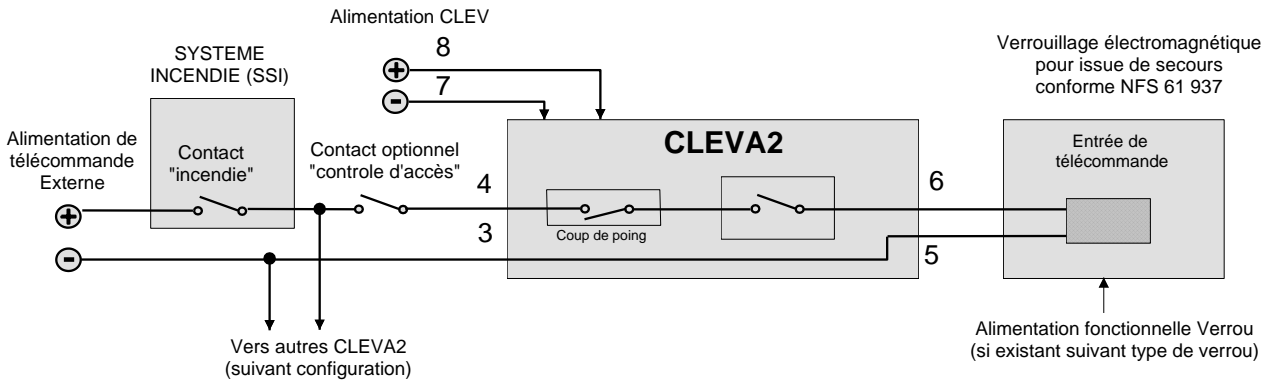 Alimentation CLEV
8
+
7
-
SYSTEME
INCENDIE (SSI)
Verrouillage électromagnétique
pour issue de secours
conforme NFS 61 937
Alimentation de
télécommande
Externe
Contact
"incendie"
Contact optionnel
"controle d'accès"
CLEVA2
Entrée de
télécommande
4
6
+
3
Coup de poing
5
-
Vers autres CLEVA2
(suivant configuration)
Alimentation fonctionnelle Verrou
(si existant suivant type de verrou)